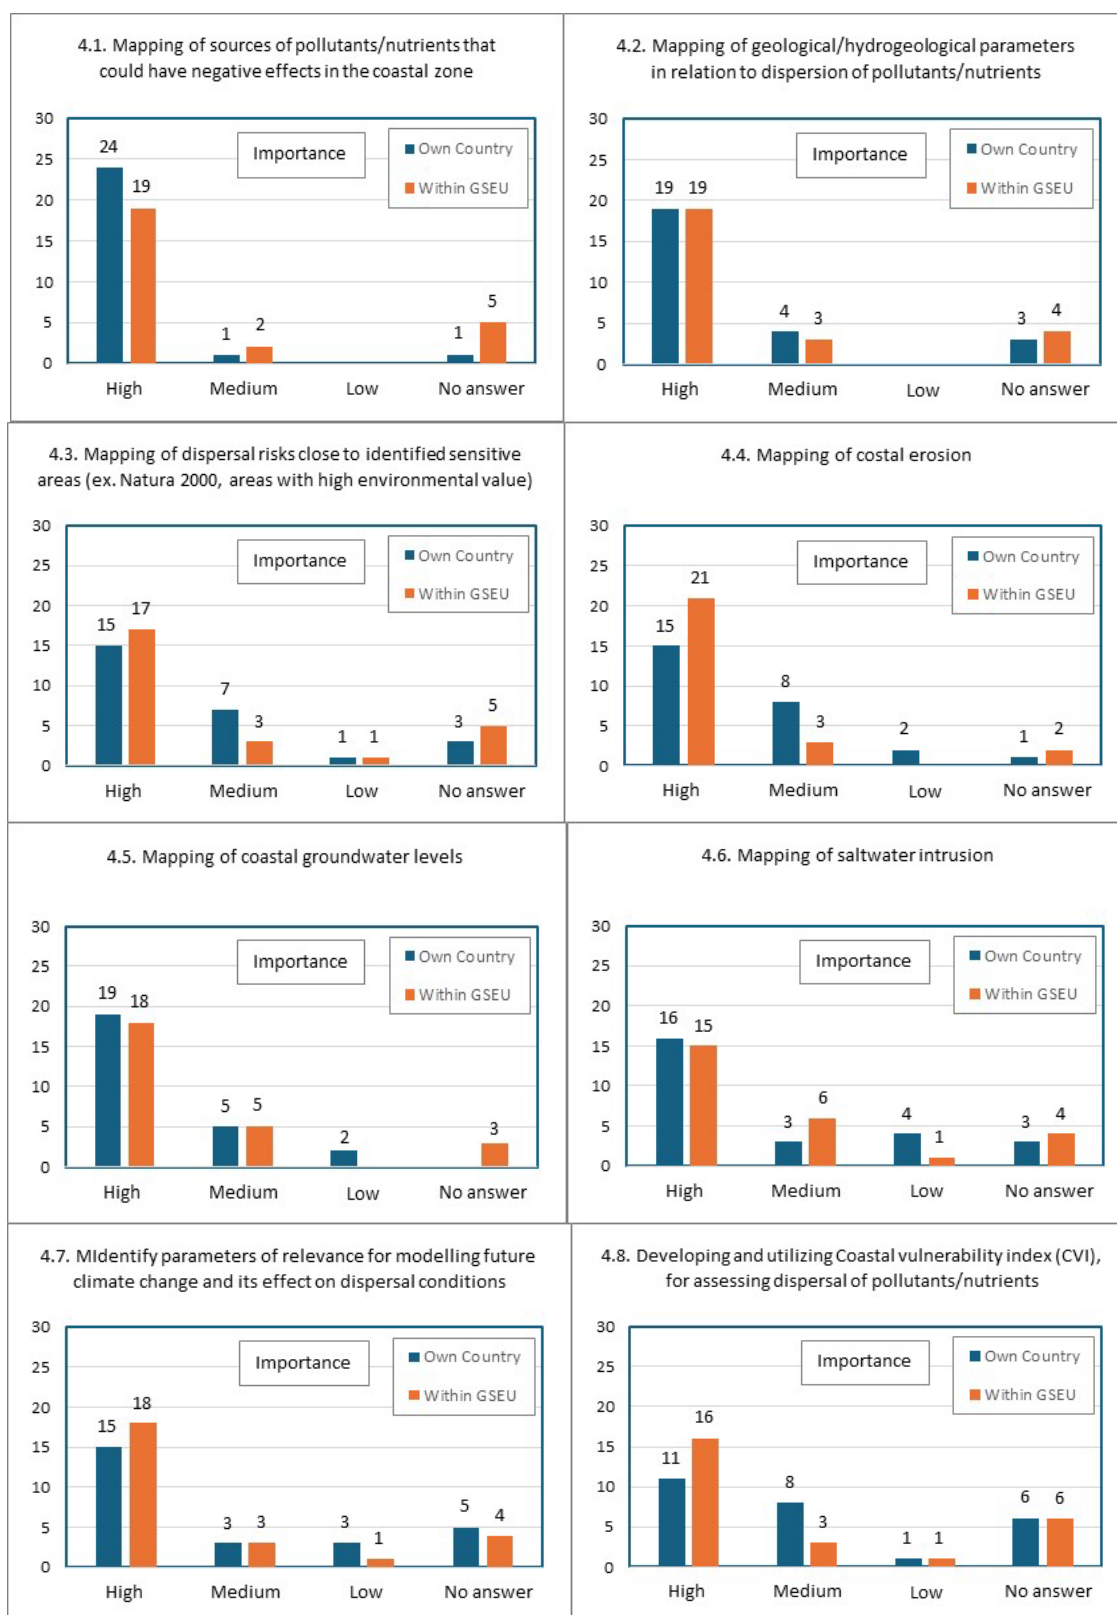 4.1. Mapping of sources of pollutants/nutrients that
could have negative effects in the coastal zone
30
25
20
15
10
5
0
Importance
Own Country
Within GSEU
24
19
1
2
1
5
High
Medium
Low
No answer
4.2. Mapping of geological/hydrogeological parameters
in relation to dispersion of pollutants/nutrients
30
25
20
15
10
5
0
Importance
Own Country
Within GSEU
19
19
4
3
3
4
High
Medium
Low
No answer
4.3. Mapping of dispersal risks close to identified sensitive
areas (ex. Natura 2000, areas with high environmental value)
30
25
20
15
10
5
0
Importance
Own Country
Within GSEU
15
17
7
3
1
1
3
5
High
Medium
Low
No answer
4.4. Mapping of costal erosion
30
25
20
15
10
5
0
Importance
Own Country
Within GSEU
15
21
8
3
2
1
2
High
Medium
Low
No answer
4.5. Mapping of coastal groundwater levels
30
25
20
15
10
5
0
Importance
Own Country
Within GSEU
19
18
5
5
2
3
High
Medium
Low
No answer
4.6. Mapping of saltwater intrusion
30
25
20
15
10
5
0
Importance
Own Country
Within GSEU
16
15
3
6
4
1
3
4
High
Medium
Low
No answer
4.7. MIdentify parameters of relevance for modelling future
climate change and its effect on dispersal conditions
30
25
20
15
10
5
0
Importance
Own Country
Within GSEU
15
18
3
3
3
1
5
4
High
Medium
Low
No answer
4.8. Developing and utilizing Coastal vulnerability index (CVI),
for assessing dispersal of pollutants/nutrients
30
25
20
15
10
5
0
Importance
Own Country
Within GSEU
11
16
8
3
1
1
6
6
High
Medium
Low
No answer